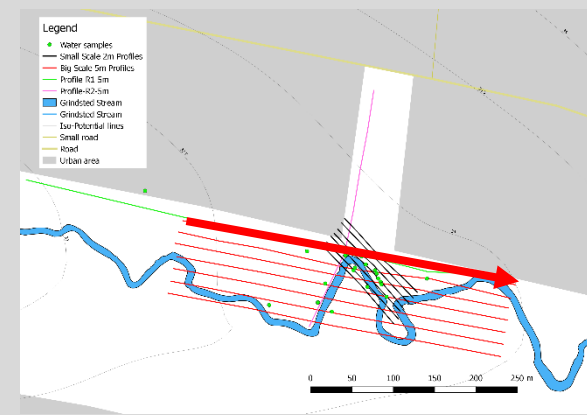 Legend
Water samples
Small Scale 2m Profiles
Big Scale 5m Profiles
Profile R1 5m
Profile-R2-5m
Grindsted Stream
Grindsted Stream
Iso-Potential lines
Small road
Road
Urban area
0 50 100 150 200 250 m